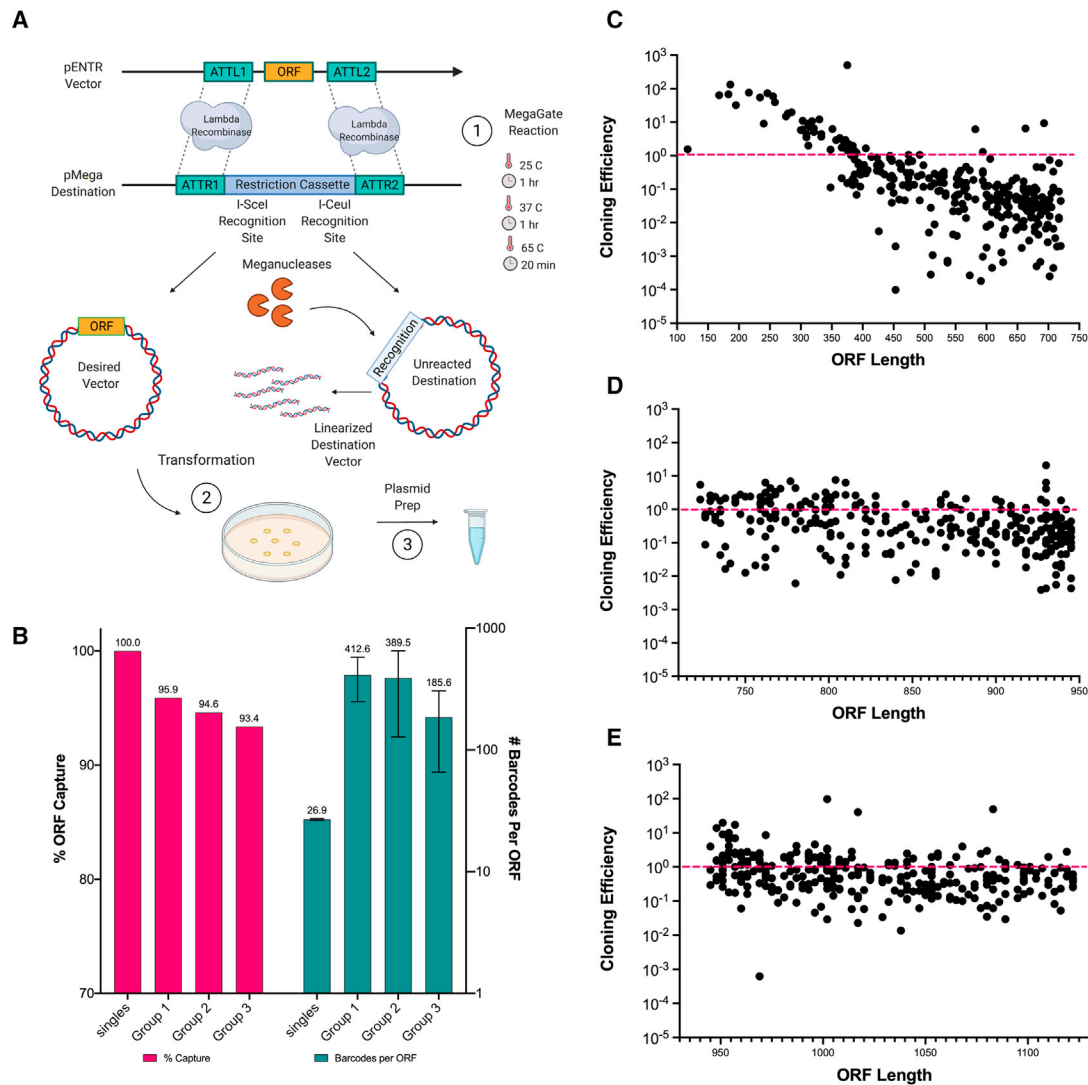 A
pENTR
Vector
ATTL1
ORF
ATTL2
Lambda
Recombinase
Lambda
Recombinase
1
MegaGate
Reaction
25 C
1 hr
37 C
1 hr
65 C
20 min
pMega
Destination
ATTR1
Restriction Cassette
ATTR2
I-SceI
Recognition
Site
I-CeuI
Recognition
Site
Meganucleases
ORF
Desired
Vector
Recognition
Unreacted
Destination
Linearized
Destination
Vector
Transformation
2
Plasmid
Prep
3
B
% ORF Capture
100
90
80
70
100.0
95.9
94.6
93.4
26.9
412.6
389.5
185.6
1000
100
10
1
# Barcodes Per ORF
singles
Group 1
Group 2
Group 3
singles
Group 1
Group 2
Group 3
% Capture
Barcodes per ORF
C
Cloning Efficiency
10³
10²
10¹
10⁰
10⁻¹
10⁻²
10⁻³
10⁻⁴
10⁻⁵
100 150 200 250 300 350 400 450 500 550 600 650 700 750
ORF Length
D
Cloning Efficiency
10³
10²
10¹
10⁰
10⁻¹
10⁻²
10⁻³
10⁻⁴
10⁻⁵
750 800 850 900 950
ORF Length
E
Cloning Efficiency
10³
10²
10¹
10⁰
10⁻¹
10⁻²
10⁻³
10⁻⁴
10⁻⁵
950 1000 1050 1100
ORF Length